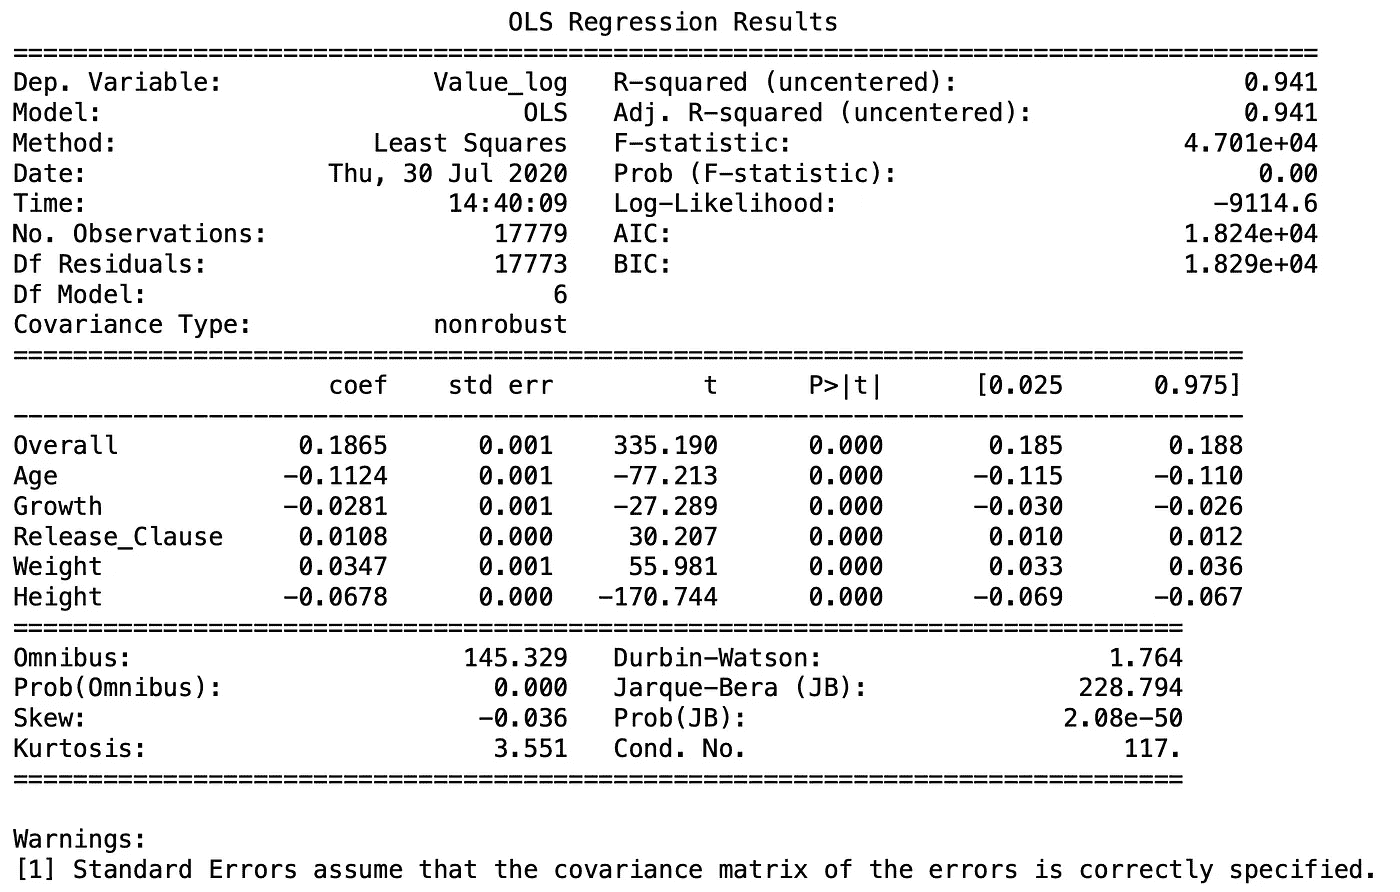 OLS Regression Results
==============================================================================
Dep. Variable: Value_log R-squared (uncentered): 0.941
Model: OLS Adj. R-squared (uncentered): 0.941
Method: Least Squares F-statistic: 4.701e+04
Date: Thu, 30 Jul 2020 Prob (F-statistic): 0.00
Time: 14:40:09 Log-Likelihood: -9114.6
No. Observations: 17779 AIC: 1.824e+04
Df Residuals: 17773 BIC: 1.829e+04
Df Model: 6
Covariance Type: nonrobust
==============================================================================
coef std err t P>|t| [0.025 0.975]
------------------------------------------------------------------------------
Overall 0.1865 0.001 335.190 0.000 0.185 0.188
Age -0.1124 0.001 -77.213 0.000 -0.115 -0.110
Growth -0.0281 0.001 -27.289 0.000 -0.030 -0.026
Release_Clause 0.0108 0.000 30.207 0.000 0.010 0.012
Weight 0.0347 0.001 55.981 0.000 0.033 0.036
Height -0.0678 0.000 -170.744 0.000 -0.069 -0.067
==============================================================================
Omnibus: 145.329 Durbin-Watson: 1.764
Prob(Omnibus): 0.000 Jarque-Bera (JB): 228.794
Skew: -0.036 Prob(JB): 2.08e-50
Kurtosis: 3.551 Cond. No. 117.
==============================================================================
Warnings:
[1] Standard Errors assume that the covariance matrix of the errors is correctly specified.